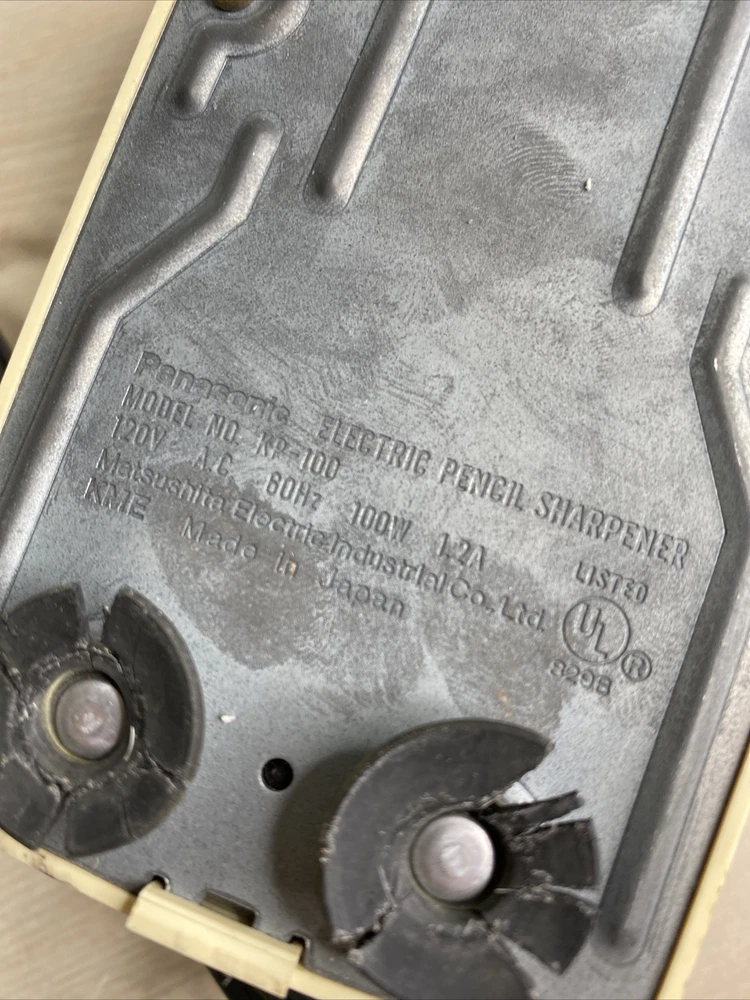 Panasonic ELECTRIC PENCIL SHARPENER
MODEL NO. KP-100
120V A.C 60Hz 100W 1.2A
Matsushita Electric Industrial Co., Ltd.
KME Made in Japan
LISTED
UL ®
829B